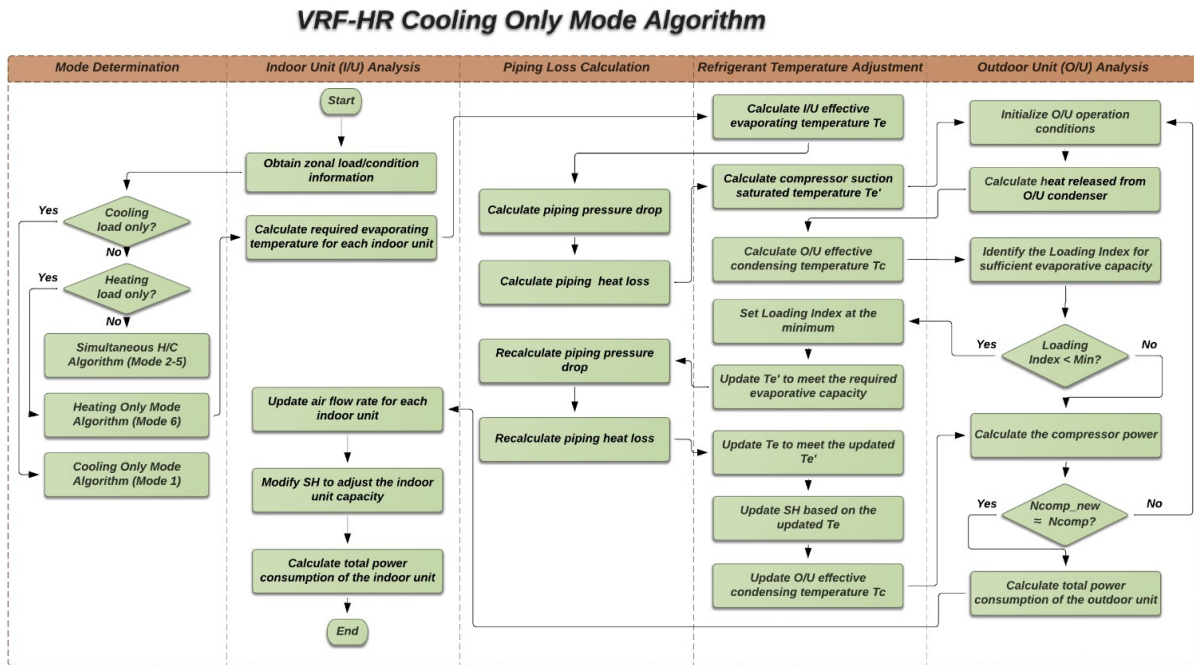 VRF-HR Cooling Only Mode Algorithm
Mode Determination
Indoor Unit (I/U) Analysis
Piping Loss Calculation
Refrigerant Temperature Adjustment
Outdoor Unit (O/U) Analysis
Cooling
load only?
Yes
No
Heating
load only?
Yes
No
Simultaneous H/C
Algorithm (Mode 2-5)
Heating Only Mode
Algorithm (Mode 6)
Cooling Only Mode
Algorithm (Mode 1)
Start
Obtain zonal load/condition
information
Calculate required evaporating
temperature for each indoor unit
Update air flow rate for each
indoor unit
Modify SH to adjust the indoor
unit capacity
Calculate total power
consumption of the indoor unit
End
Calculate piping pressure drop
Calculate piping heat loss
Recalculate piping pressure
drop
Recalculate piping heat loss
Calculate I/U effective
evaporating temperature Te
Calculate compressor suction
saturated temperature Te'
Calculate O/U effective
condensing temperature Tc
Set Loading Index at the
minimum
Update Te' to meet the required
evaporative capacity
Update Te to meet the updated
Te'
Update SH based on the
updated Te
Update O/U effective
condensing temperature Tc
Initialize O/U operation
conditions
Calculate heat released from
O/U condenser
Identify the Loading Index for
sufficient evaporative capacity
Loading
Index < Min?
Yes
No
Calculate the compressor power
Ncomp_new
≈ Ncomp?
Yes
No
Calculate total power
consumption of the outdoor unit